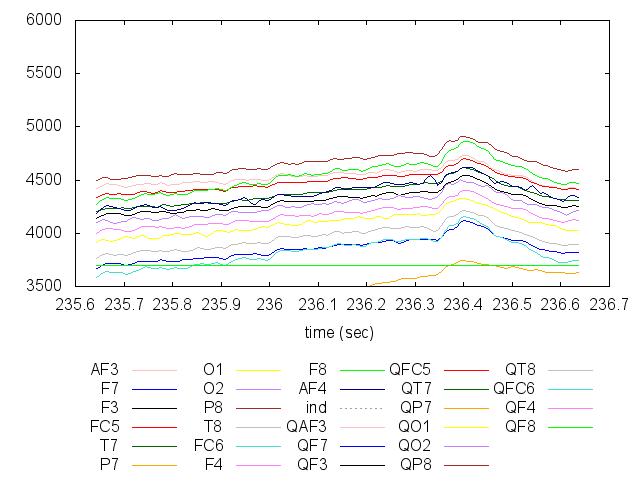 6000
5500
5000
4500
4000
3500
235.6 235.7 235.8 235.9 236 236.1 236.2 236.3 236.4 236.5 236.6 236.7
time (sec)
AF3 O1 F8 QFC5 QT8
F7 O2 AF4 QT7 QFC6
F3 P8 ind QP7 QF4
FC5 T8 QAF3 QO1 QF8
T7 FC6 QF7 QO2
P7 F4 QF3 QP8